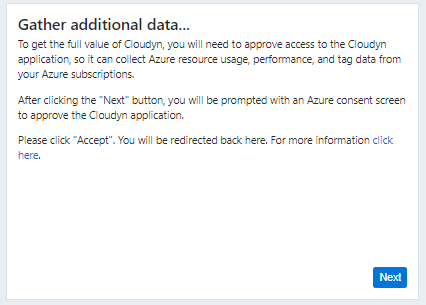 Gather additional data...
To get the full value of Cloudyn, you will need to approve access to the Cloudyn
application, so it can collect Azure resource usage, performance, and tag data from
your Azure subscriptions.
After clicking the "Next" button, you will be prompted with an Azure consent screen
to approve the Cloudyn application.
Please click "Accept". You will be redirected back here. For more information click
here.
Next